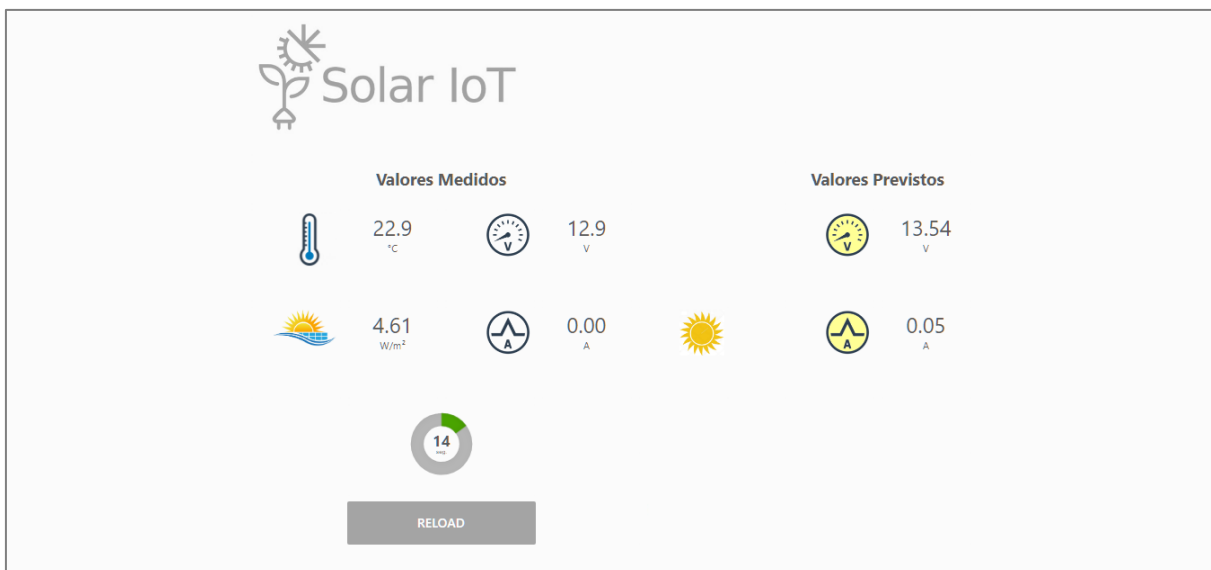 Solar IoT
Valores Medidos
Valores Previstos
22.9
°C
V
12.9
V
V
13.54
V
4.61
W/m²
A
0.00
A
A
0.05
A
14
RELOAD